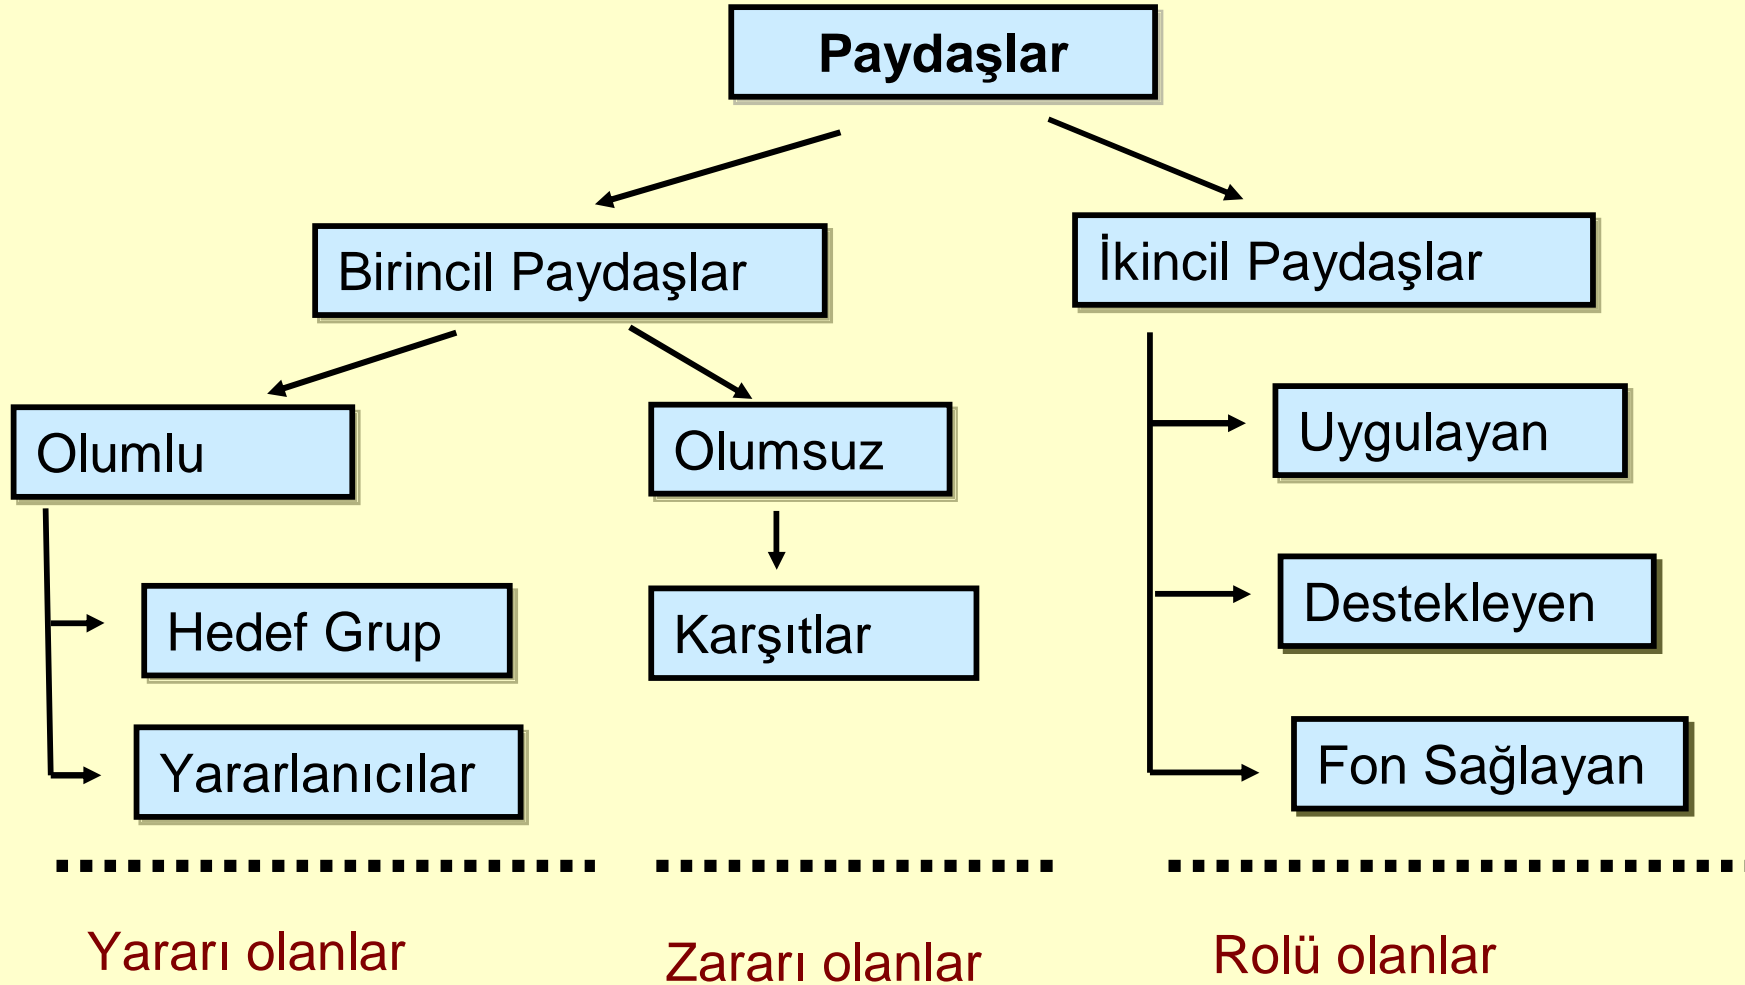 Paydaşlar
Birincil Paydaşlar
İkincil Paydaşlar
Olumlu
Olumsuz
Uygulayan
Hedef Grup
Karşıtlar
Destekleyen
Yararlanıcılar
Fon Sağlayan
Yararı olanlar
Zararı olanlar
Rolü olanlar